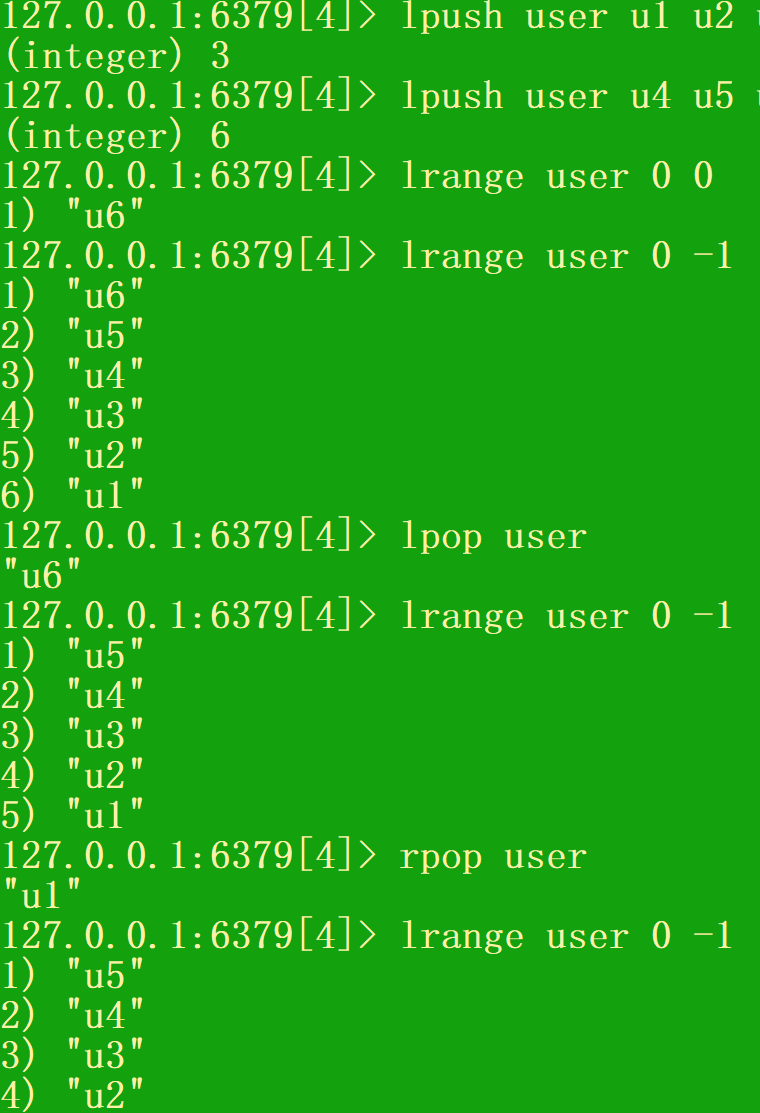 127.0.0.1:6379[4]> lpush user u1 u2
(integer) 3
127.0.0.1:6379[4]> lpush user u4 u5
(integer) 6
127.0.0.1:6379[4]> lrange user 0 0
1) "u6"
127.0.0.1:6379[4]> lrange user 0 -1
1) "u6"
2) "u5"
3) "u4"
4) "u3"
5) "u2"
6) "u1"
127.0.0.1:6379[4]> lpop user
"u6"
127.0.0.1:6379[4]> lrange user 0 -1
1) "u5"
2) "u4"
3) "u3"
4) "u2"
5) "u1"
127.0.0.1:6379[4]> rpop user
"u1"
127.0.0.1:6379[4]> lrange user 0 -1
1) "u5"
2) "u4"
3) "u3"
4) "u2"